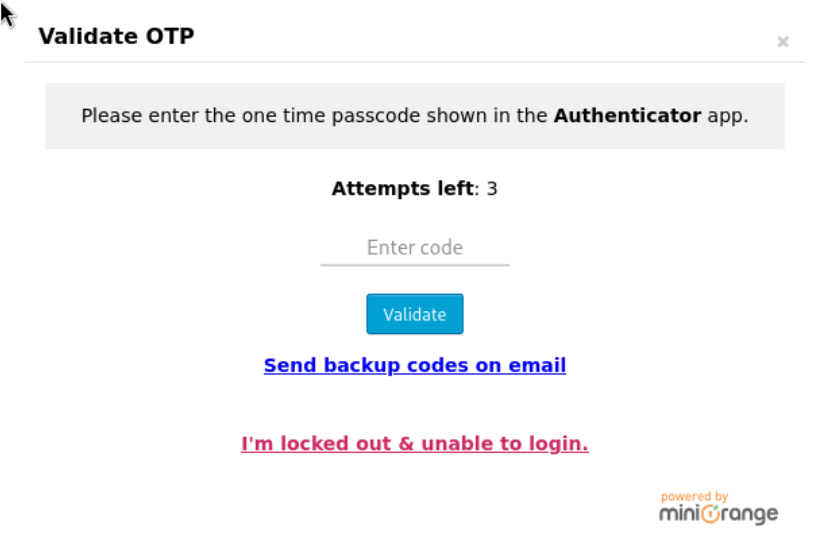 Validate OTP
×
Please enter the one time passcode shown in the Authenticator app.
Attempts left: 3
Enter code
Validate
Send backup codes on email
I'm locked out & unable to login.
powered by
miniOrange